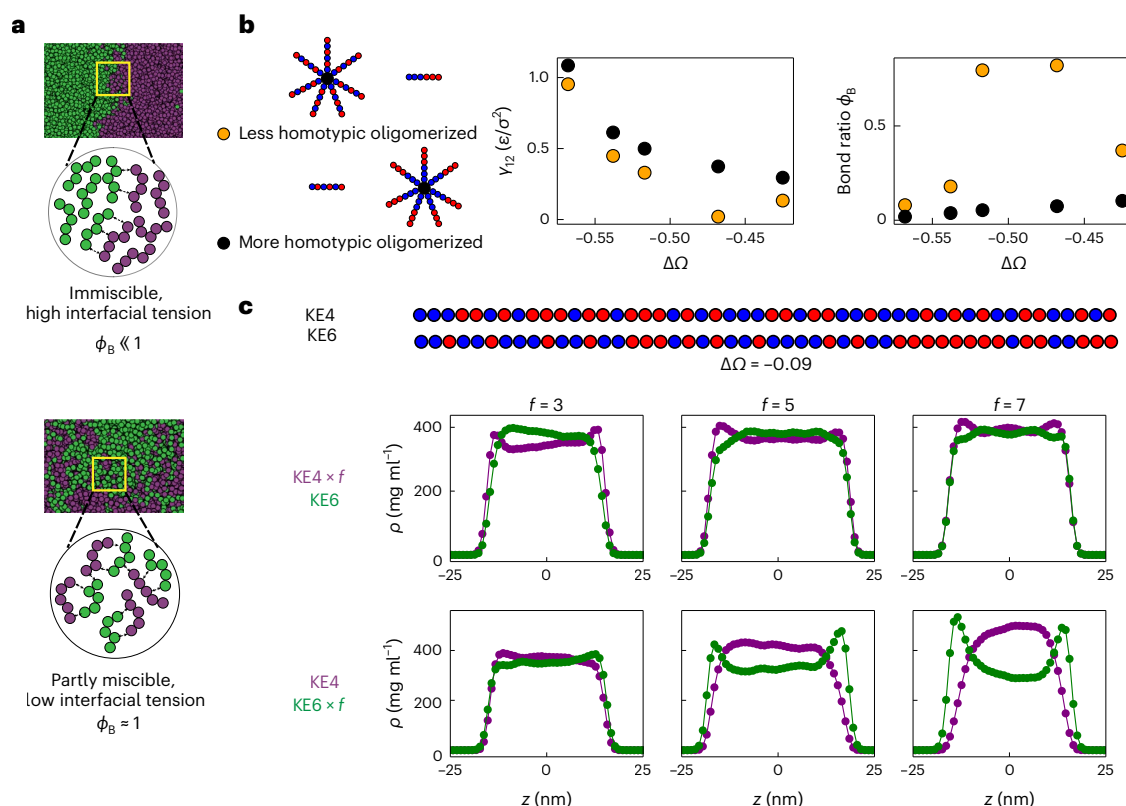 a
Immiscible,
high interfacial tension
ϕB ≪ 1
Partly miscible,
low interfacial tension
ϕB ≈ 1
b
Less homotypic oligomerized
More homotypic oligomerized
γ12 (ε/σ²)
1.0
0.5
0
−0.55 −0.50 −0.45
ΔΩ
Bond ratio ϕB
0.5
0
−0.55 −0.50 −0.45
ΔΩ
c
KE4
KE6
ΔΩ = −0.09
f = 3 f = 5 f = 7
KE4 × f
KE6
ρ (mg ml⁻¹)
400
200
0
−25 0 25
−25 0 25
−25 0 25
KE4
KE6 × f
ρ (mg ml⁻¹)
400
200
0
−25 0 25
−25 0 25
−25 0 25
z (nm) z (nm) z (nm)